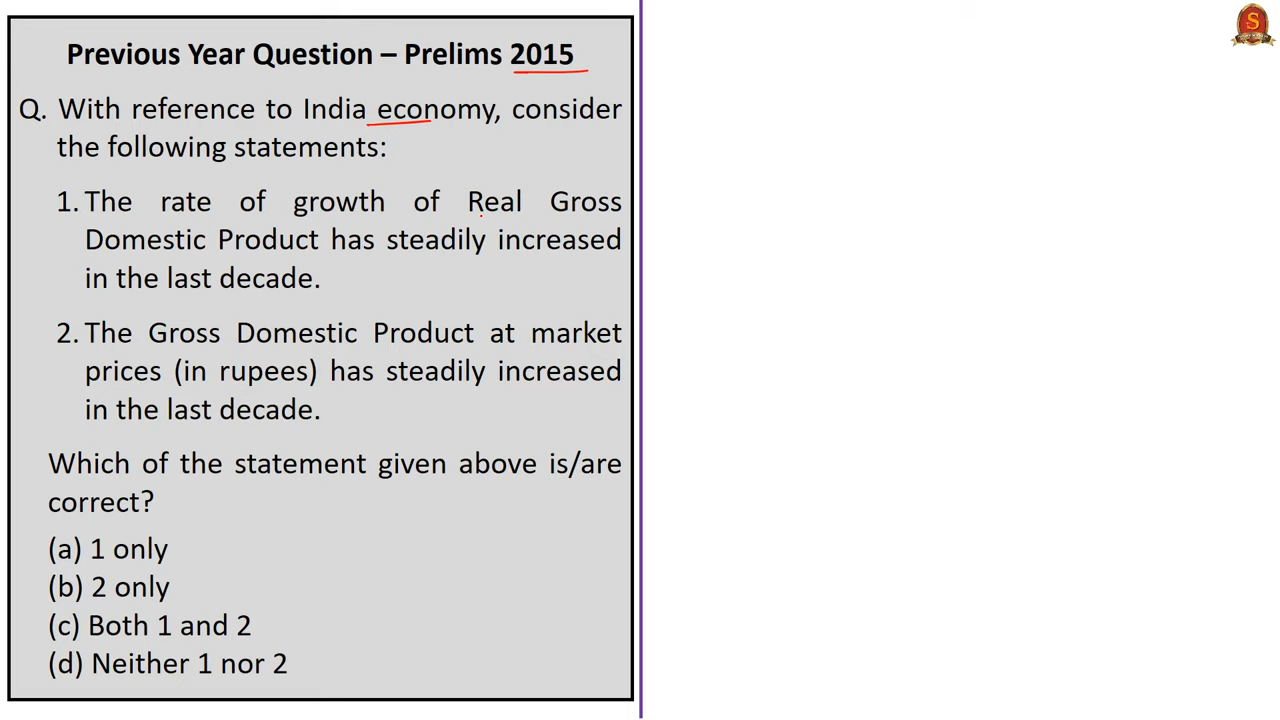 Previous Year Question – Prelims 2015
Q. With reference to India economy, consider
the following statements:
1. The rate of growth of Real Gross
Domestic Product has steadily increased
in the last decade.
2. The Gross Domestic Product at market
prices (in rupees) has steadily increased
in the last decade.
Which of the statement given above is/are
correct?
(a) 1 only
(b) 2 only
(c) Both 1 and 2
(d) Neither 1 nor 2
S